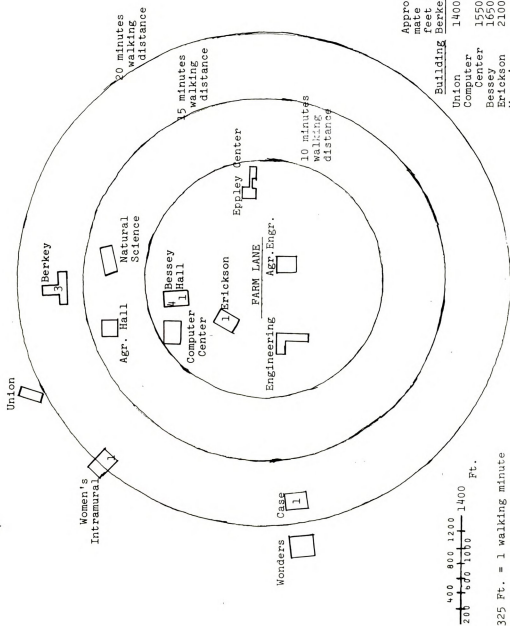 20 minutes
walking
distance
15 minutes
walking
distance
10 minutes
walking
distance
Union
Berkey
3
Natural
Science
Agr. Hall
Women's
Intramural
1
4 Bessey
1 Hall
Computer
Center
Eppley Center
1 Erickson
FARM LANE
Agr.Engr.
Engineering
Case
1
Wonders
Appro
mate
feet
Building Berke
Union 1400
Computer
Center 1550
Bessey 1650
Erickson 2100
400 800 1200
200 600 1000 1400 Ft.
325 Ft. = 1 walking minute